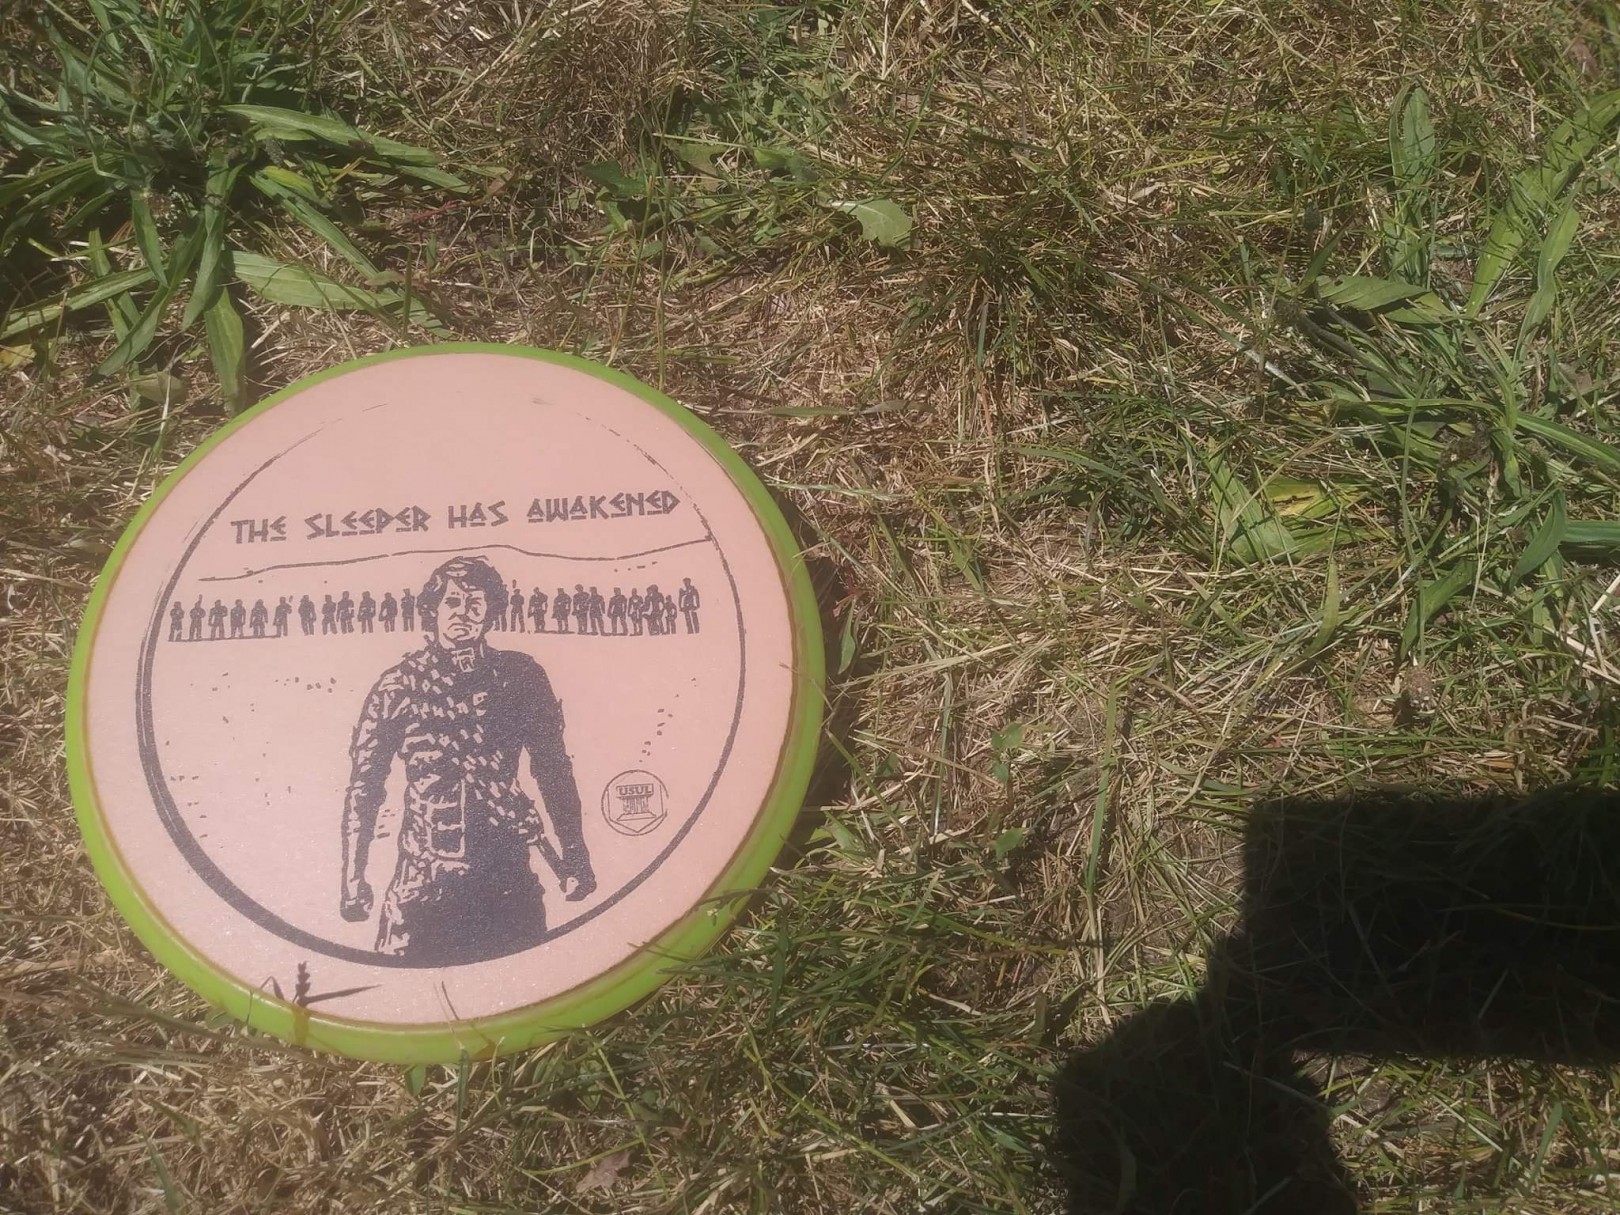 THE SLEEPER HAS AWAKENED
USUL